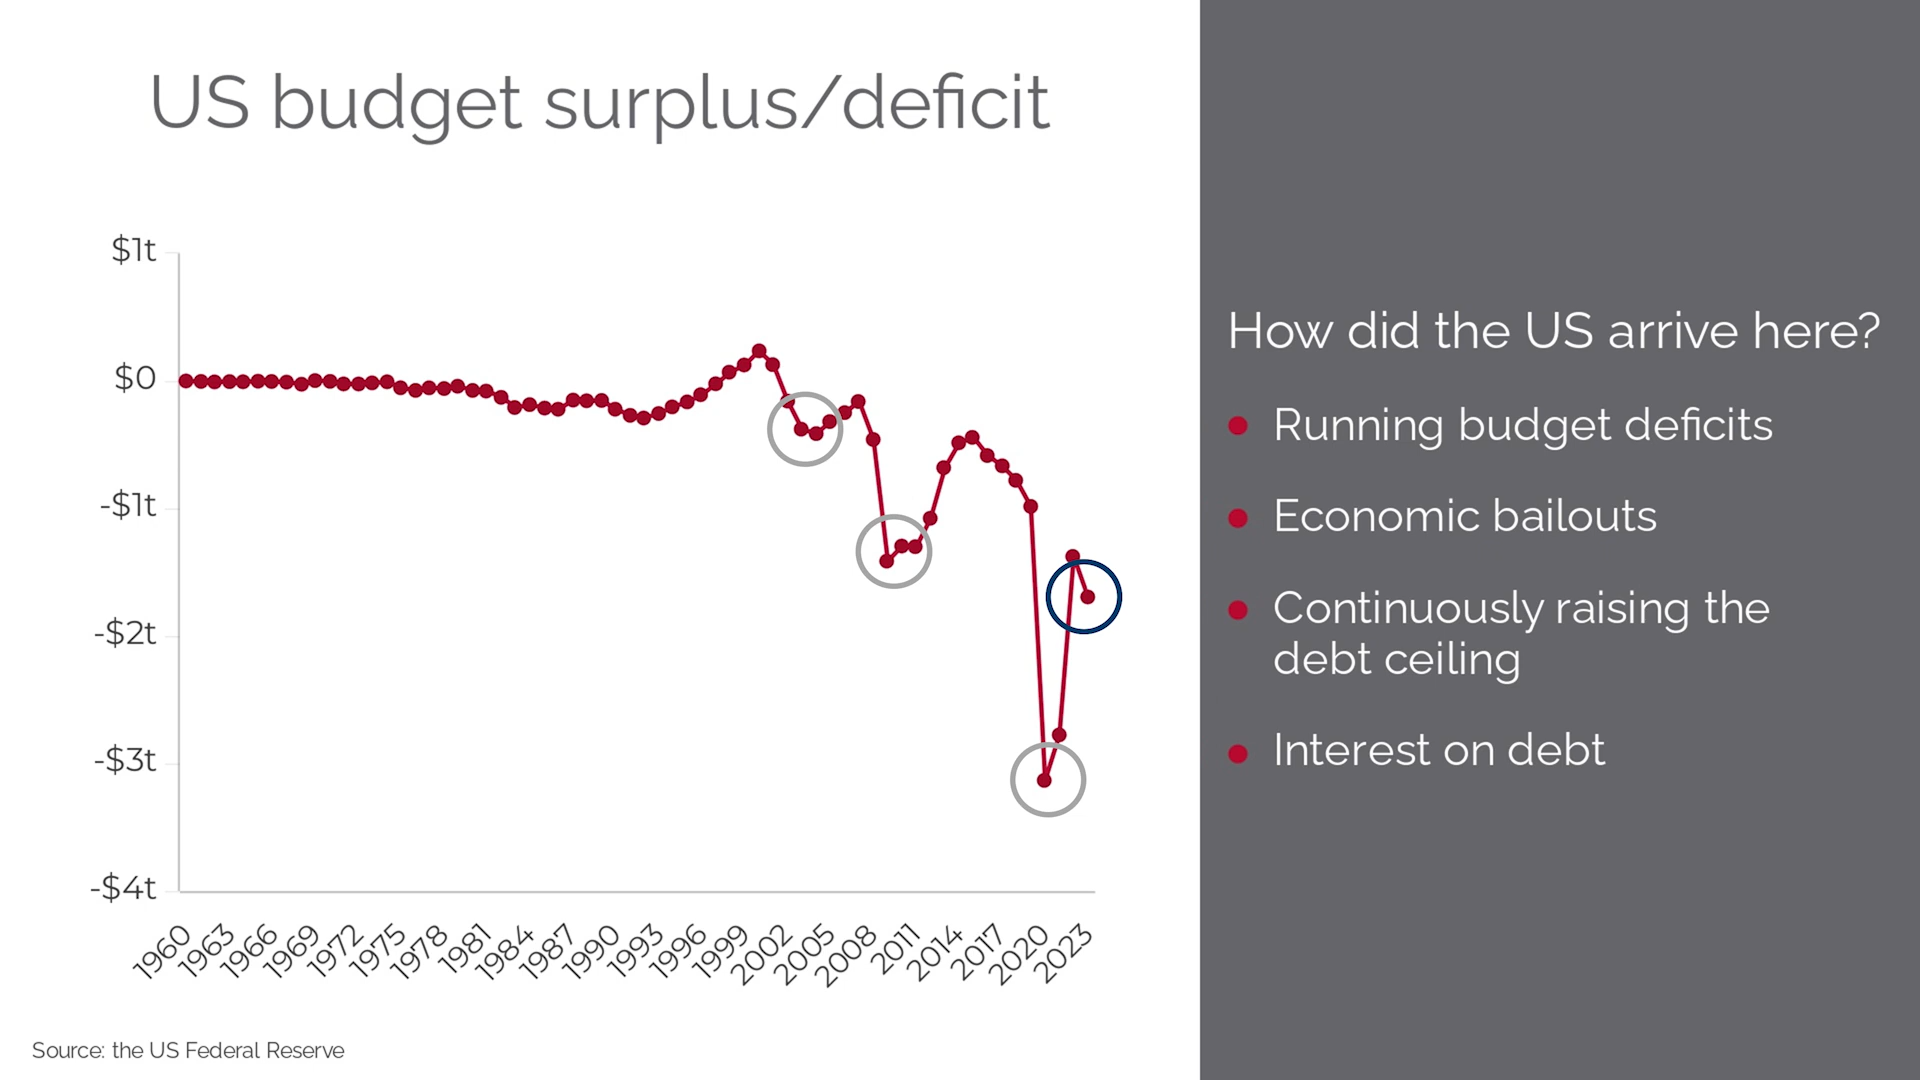 US budget surplus/deficit
$1t
$0
-$1t
-$2t
-$3t
-$4t
1960
1963
1966
1969
1972
1975
1978
1981
1984
1987
1990
1993
1996
1999
2002
2005
2008
2011
2014
2017
2020
2023
Source: the US Federal Reserve
How did the US arrive here?
Running budget deficits
Economic bailouts
Continuously raising the
debt ceiling
Interest on debt